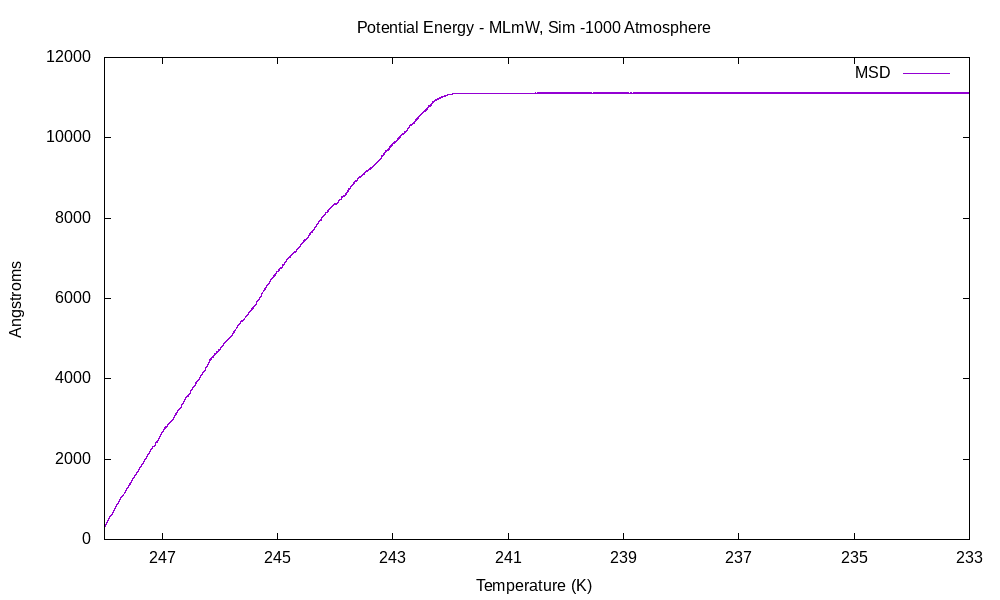 Potential Energy - MLmW, Sim -1000 Atmosphere
12000
MSD
10000
8000
6000
4000
2000
0
Angstroms
247 245 243 241 239 237 235 233
Temperature (K)